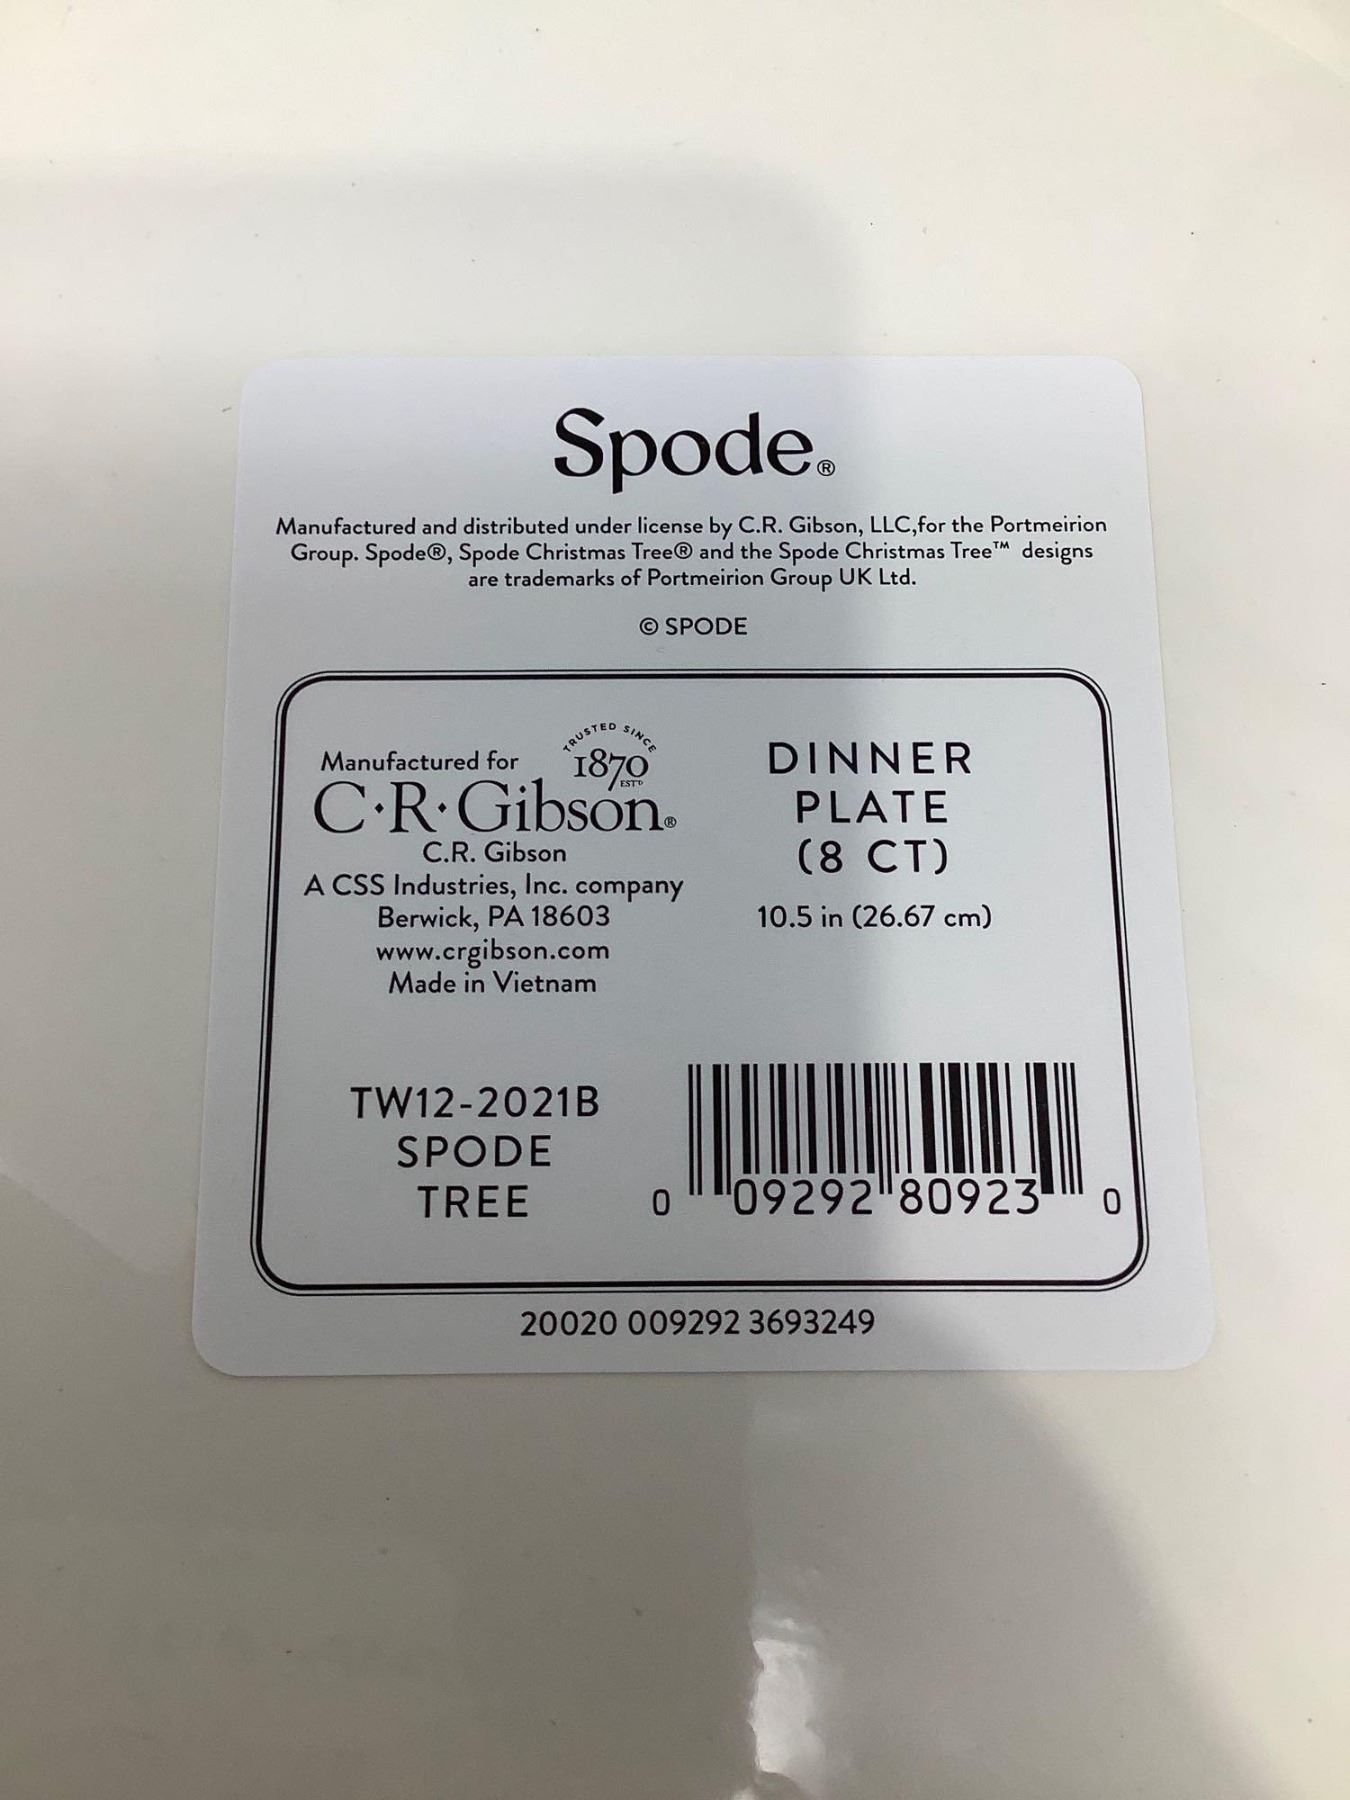 Spode®
Manufactured and distributed under license by C.R. Gibson, LLC,for the Portmeirion
Group. Spode®, Spode Christmas Tree® and the Spode Christmas Tree™ designs
are trademarks of Portmeirion Group UK Ltd.
© SPODE
TRUSTED SINCE
1870
EST'D
Manufactured for
C·R·Gibson®
C.R. Gibson
A CSS Industries, Inc. company
Berwick, PA 18603
www.crgibson.com
Made in Vietnam
DINNER
PLATE
(8 CT)
10.5 in (26.67 cm)
TW12-2021B
SPODE
TREE
0 09292 80923 0
20020 009292 3693249